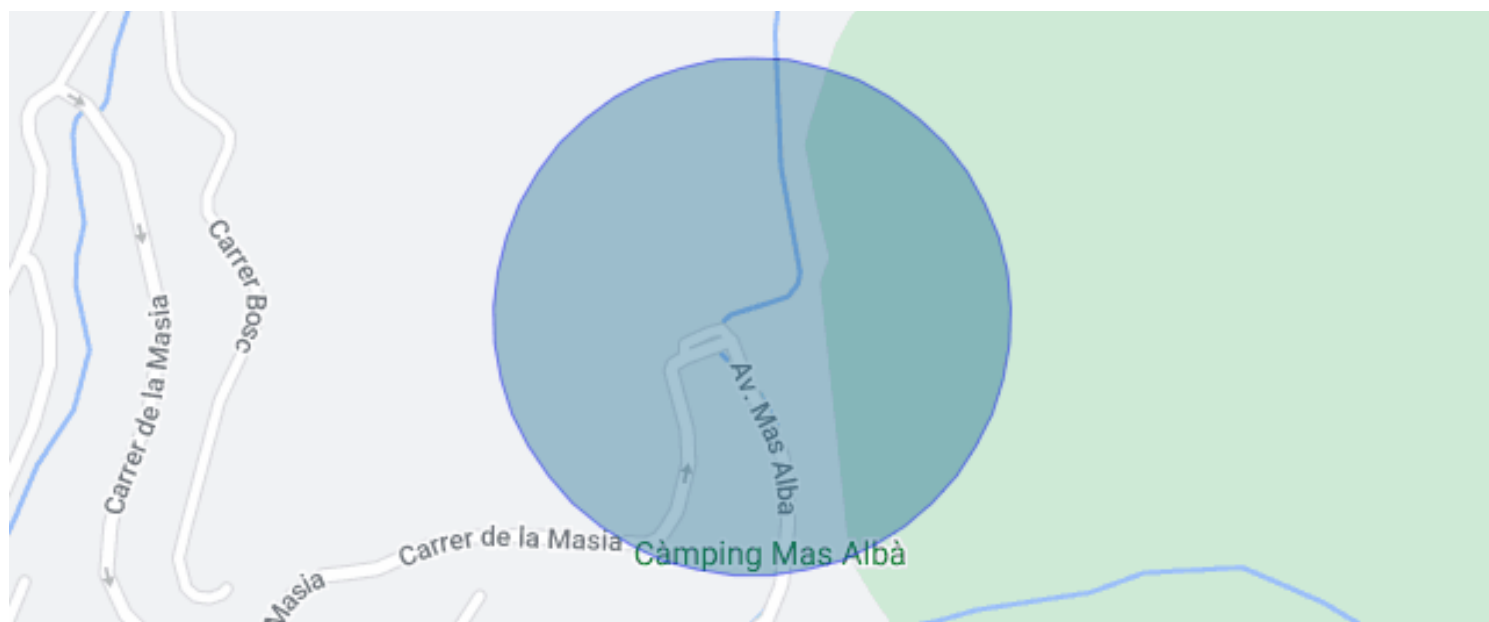 Carrer Bosc
Carrer de la Masia
Av. Mas Alba
Carrer de la Masia
Càmping Mas Albà
Masia